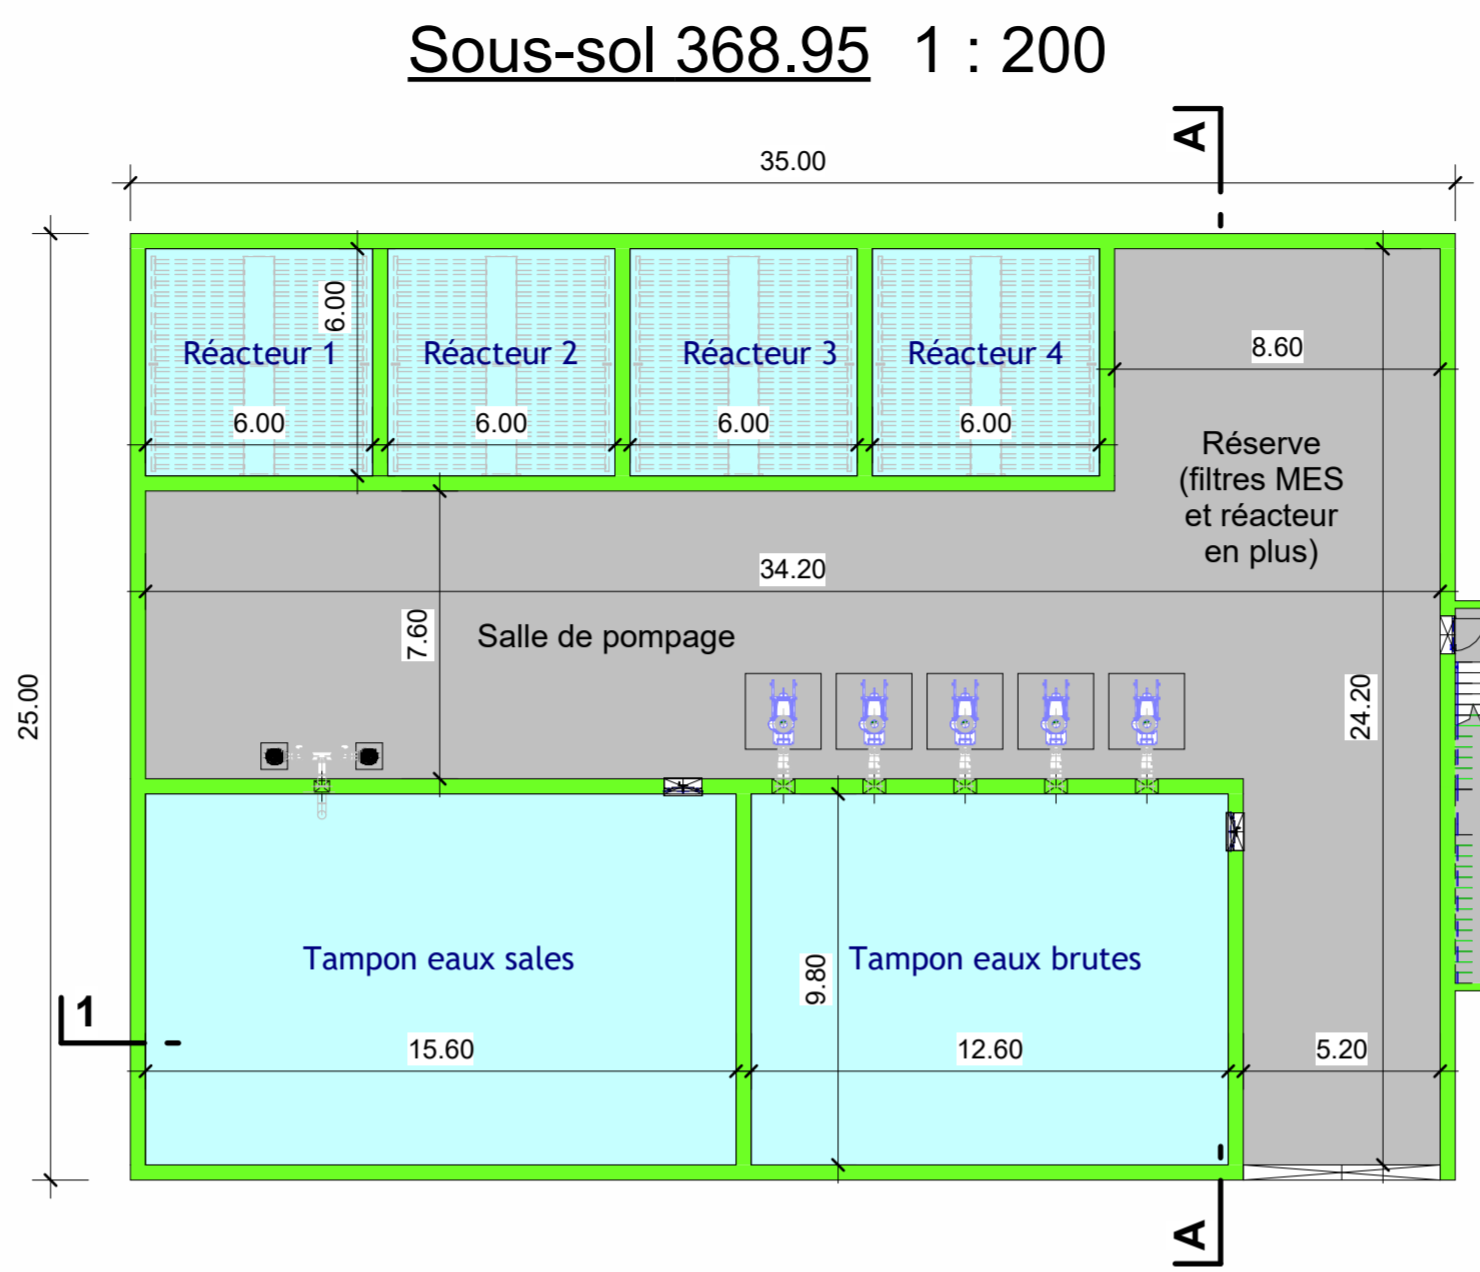 Sous-sol 368.95 1 : 200
A
35.00
6.00
Réacteur 1
Réacteur 2
Réacteur 3
Réacteur 4
8.60
6.00
6.00
6.00
6.00
Réserve
(filtres MES
et réacteur
en plus)
34.20
7.60
Salle de pompage
25.00
24.20
Tampon eaux sales
Tampon eaux brutes
9.80
1
15.60
12.60
5.20
A